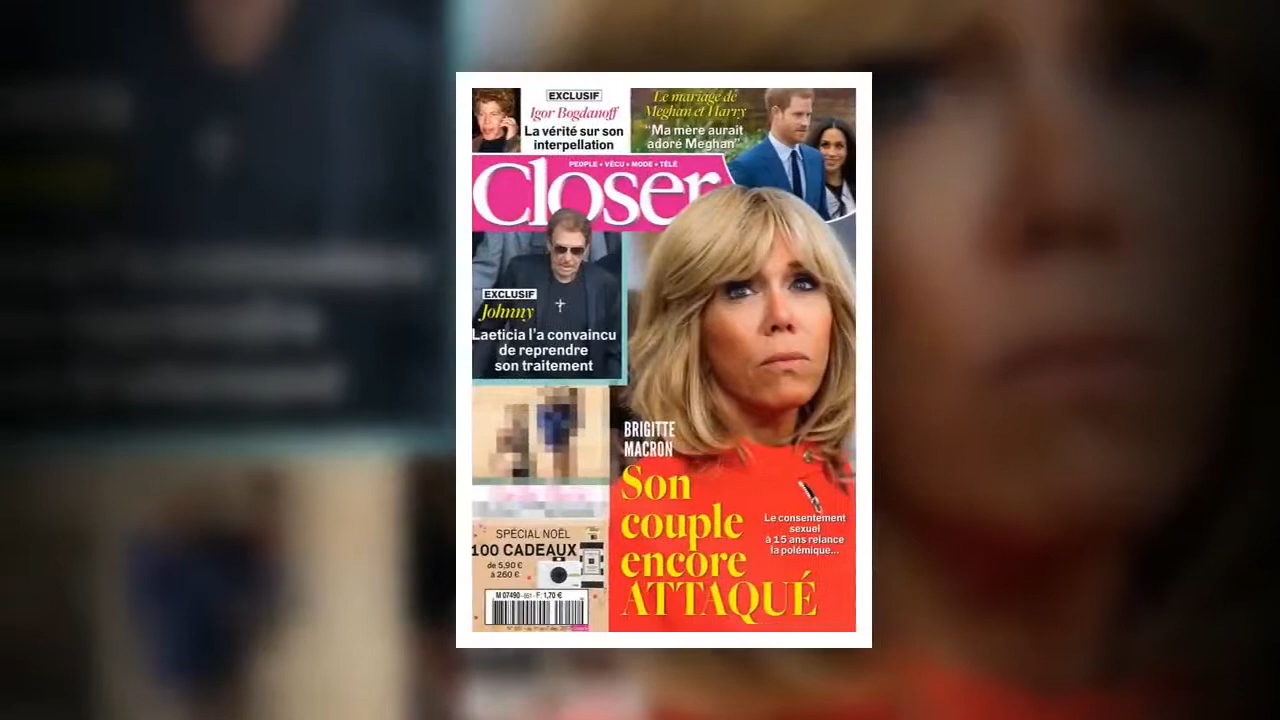 EXCLUSIF
Igor Bogdanoff
La vérité sur son
interpellation
Le mariage de
Meghan et Harry
"Ma mère aurait
adoré Meghan"
PEOPLE • VÉCU • MODE • TÉLÉ
Closer
EXCLUSIF
Johnny
Laeticia l'a convaincu
de reprendre
son traitement
BRIGITTE
MACRON
Son
couple
encore
ATTAQUÉ
Le consentement
sexuel
à 15 ans relance
la polémique...
SPÉCIAL NOËL
100 CADEAUX
de 5,90 €
à 260 €
M 07490 - 651 - F: 1,70 €